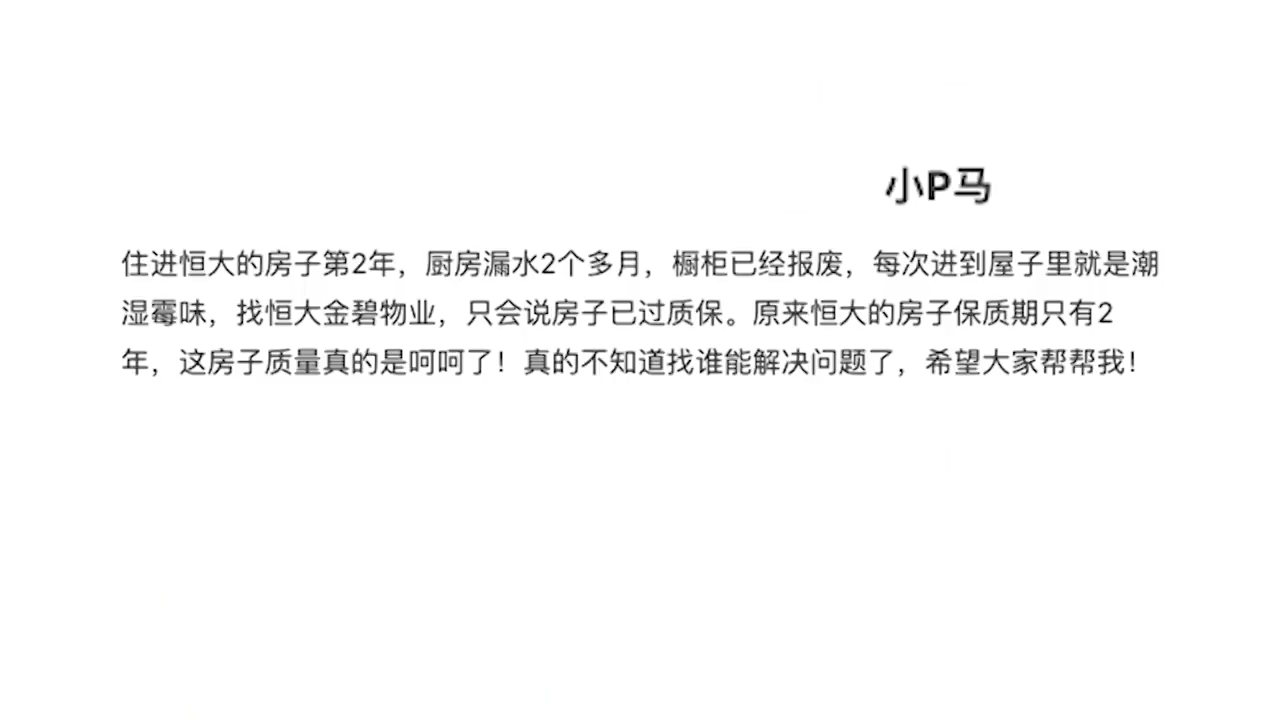 小P马
住进恒大的房子第2年，厨房漏水2个多月，橱柜已经报废，每次进到屋子里就是潮
湿霉味，找恒大金碧物业，只会说房子已过质保。原来恒大的房子保质期只有2
年，这房子质量真的是呵呵了！真的不知道找谁能解决问题了，希望大家帮帮我！